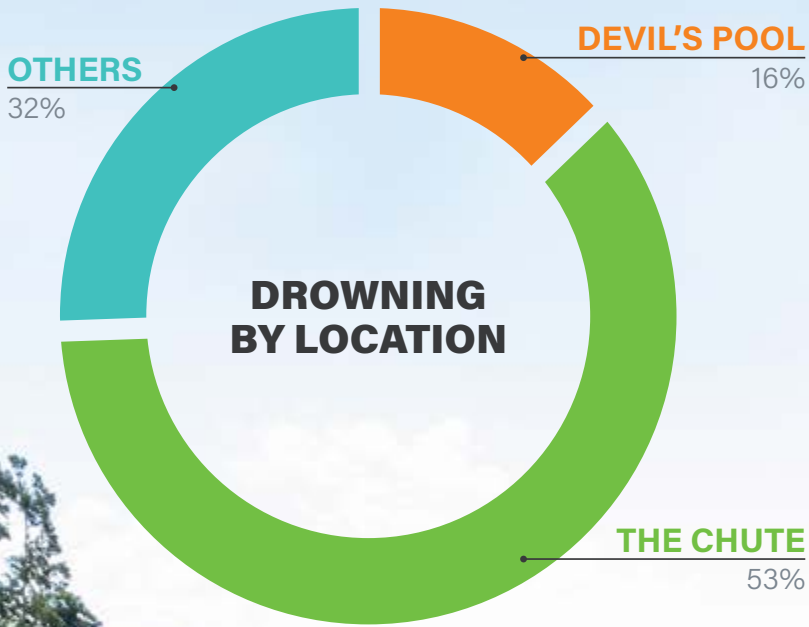 DEVIL'S POOL
16%
OTHERS
32%
DROWNING
BY LOCATION
THE CHUTE
53%